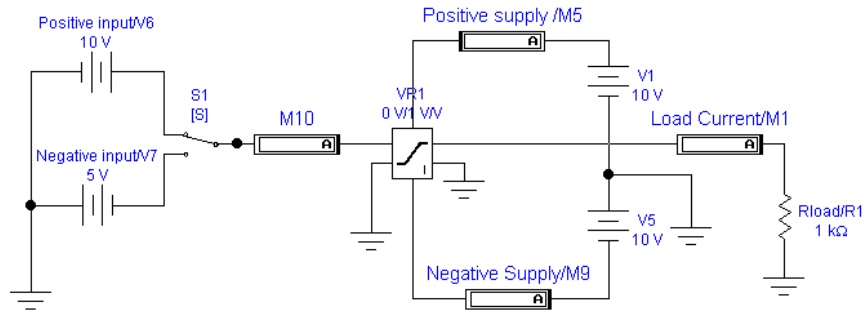 Positive input/V6
10 V
S1
[S]
Negative input/V7
5 V
M10
A
Positive supply /M5
A
VR1
0 V/1 V/V
I
V1
10 V
Load Current/M1
A
V5
10 V
Rload/R1
1 kΩ
Negative Supply/M9
A